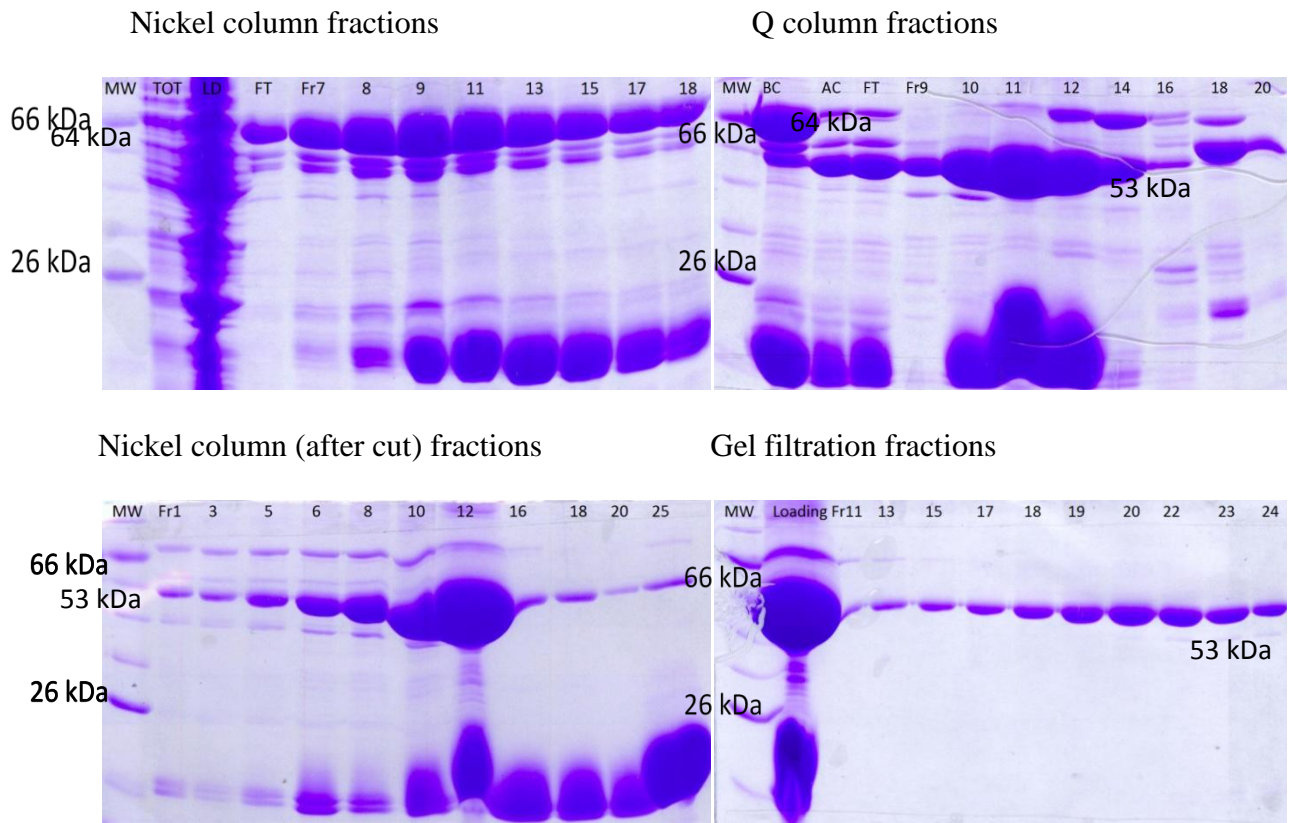 Nickel column fractions
MW TOT LD FT Fr7 8 9 11 13 15 17 18
66 kDa
64 kDa
26 kDa
Q column fractions
MW BC AC FT Fr9 10 11 12 14 16 18 20
64 kDa
66 kDa
53 kDa
26 kDa
Nickel column (after cut) fractions
MW Fr1 3 5 6 8 10 12 16 18 20 25
66 kDa
53 kDa
26 kDa
Gel filtration fractions
MW Loading Fr11 13 15 17 18 19 20 22 23 24
66 kDa
53 kDa
26 kDa